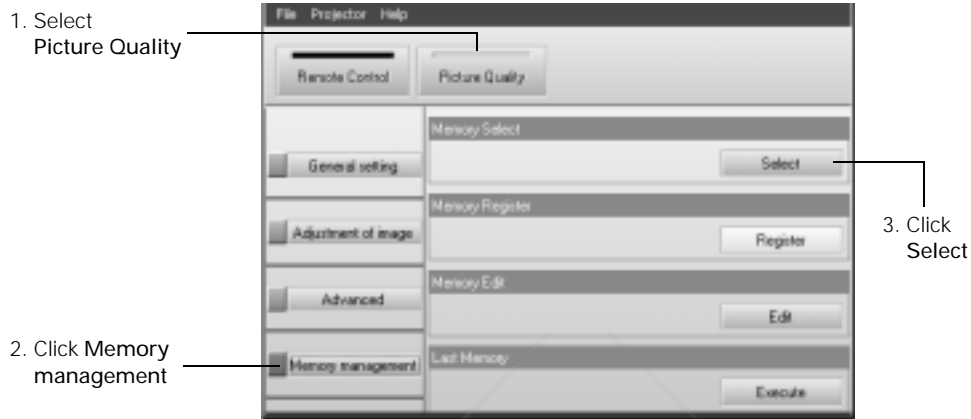 1. Select
Picture Quality
File Projector Help
Remote Control
Picture Quality
Memory Select
General setting
Select
Memory Register
Adjustment of image
Register
3. Click
Select
Memory Edit
Advanced
Edit
2. Click Memory
management
Memory management
Last Memory
Execute